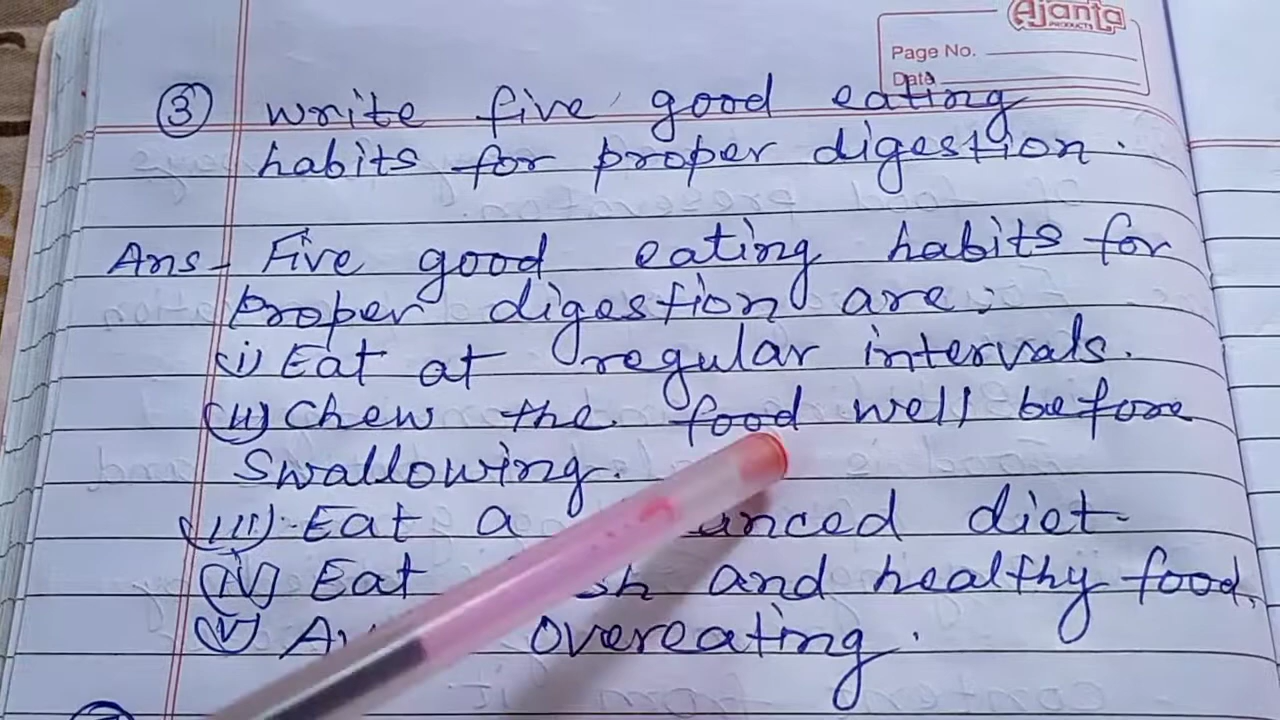 Ajanta
PRODUCTS
Page No.
Date
③ write five good eating
habits for proper digestion.
Ans- Five good eating habits for
proper digestion are:
(i) Eat at regular intervals.
(ii) Chew the food well before
Swallowing.
(iii) Eat a diet.
(iv) Eat and healthy food.
(v) overeating.